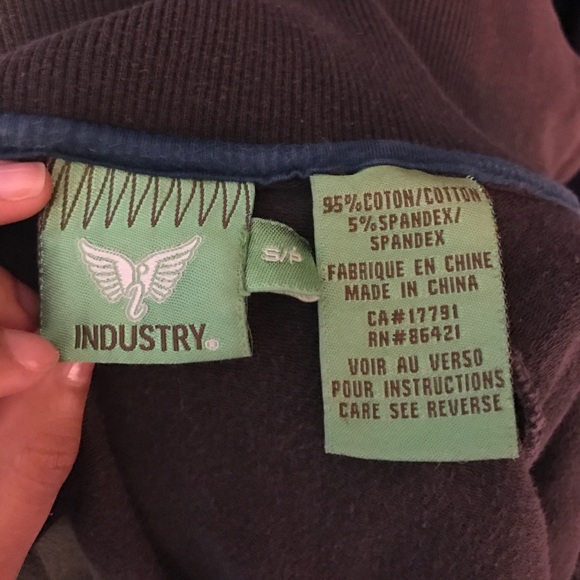 INDUSTRY®
S/P
95% COTON/COTTON
5% SPANDEX/
SPANDEX
FABRIQUE EN CHINE
MADE IN CHINA
CA#17791
RN#86421
VOIR AU VERSO
POUR INSTRUCTIONS
CARE SEE REVERSE